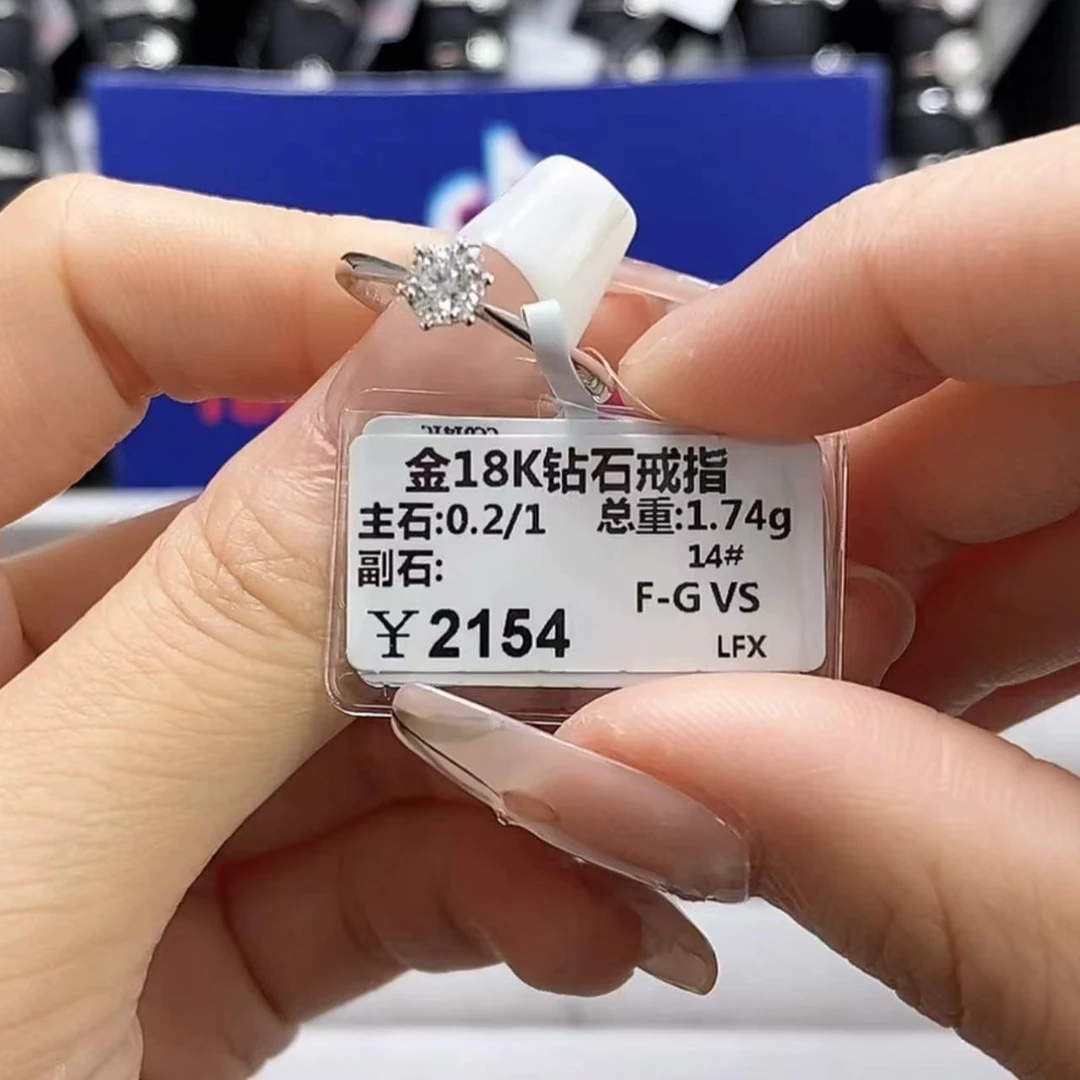 金18K钻石戒指
主石:0.2/1 总重:1.74g
副石: 14#
F-G VS
¥2154
LFX